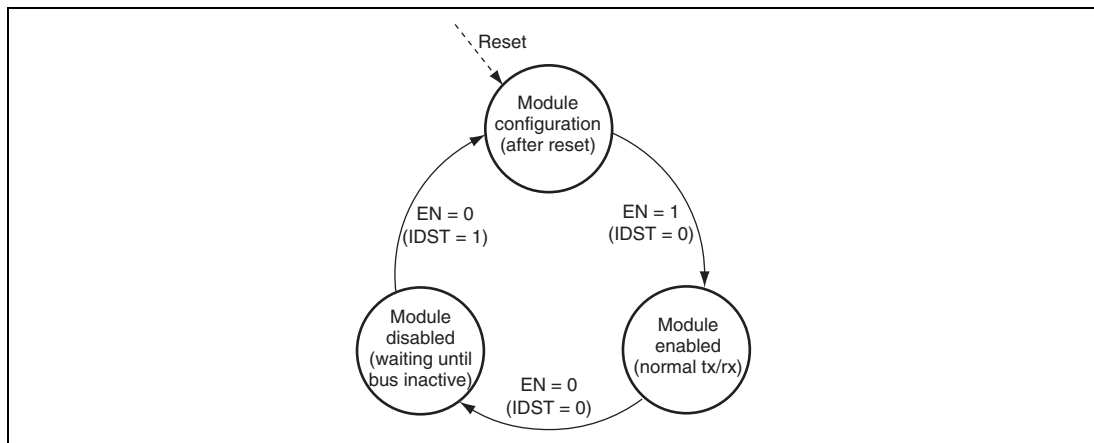 Reset
Module
configuration
(after reset)
EN = 0
(IDST = 1)
EN = 1
(IDST = 0)
Module
disabled
(waiting until
bus inactive)
Module
enabled
(normal tx/rx)
EN = 0
(IDST = 0)